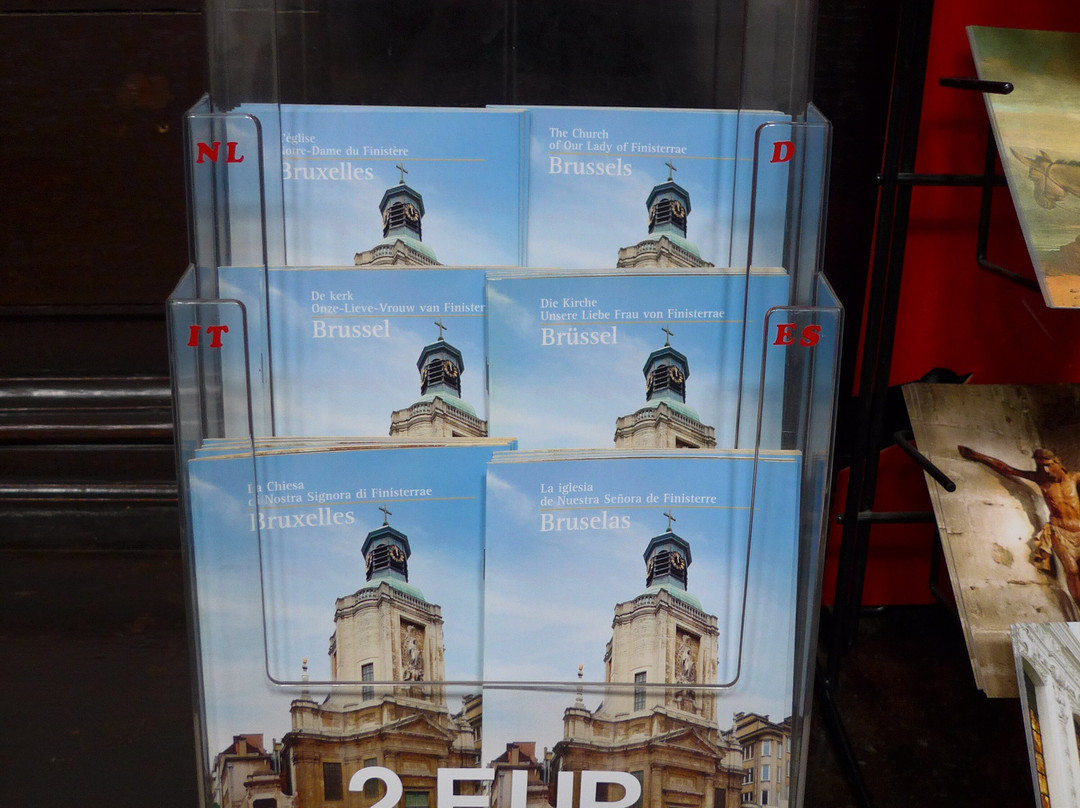 NL
D
'église
Notre-Dame du Finistère
Bruxelles
The Church
of Our Lady of Finisterrae
Brussels
IT
ES
De kerk
Onze-Lieve-Vrouw van Finister
Brussel
Die Kirche
Unsere Liebe Frau von Finisterrae
Brüssel
La Chiesa
di Nostra Signora di Finisterrae
Bruxelles
La iglesia
de Nuestra Señora de Finisterre
Bruselas
2 EUR